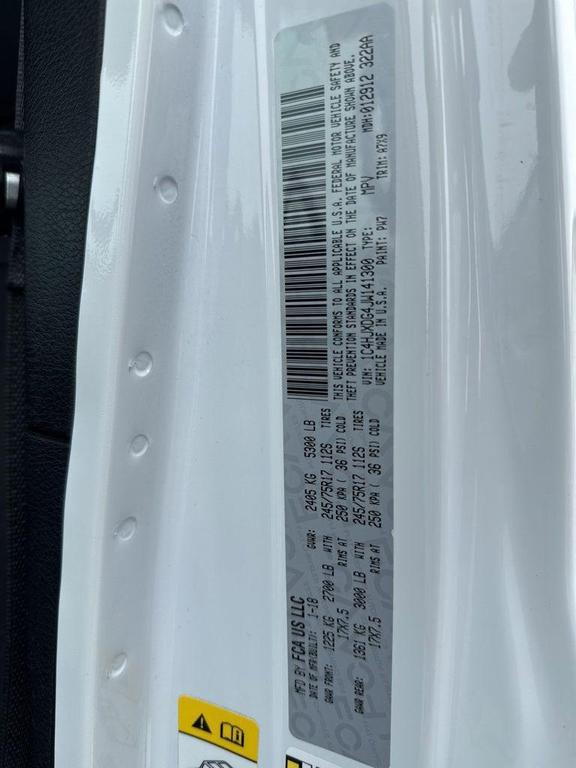 MFD BY FCA US LLC
DATE OF MFR(BUILT): 1-18 GVWR: 2405 KG 5300 LB
GAWR FRONT: 1225 KG 2700 LB WITH 245/75R17 112S TIRES
17X7.5 RIMS AT 250 KPA ( 36 PSI) COLD
GAWR REAR: 1361 KG 3000 LB WITH 245/75R17 112S TIRES
17X7.5 RIMS AT 250 KPA ( 36 PSI) COLD
THIS VEHICLE CONFORMS TO ALL APPLICABLE U.S.A. FEDERAL MOTOR VEHICLE SAFETY AND
THEFT PREVENTION STANDARDS IN EFFECT ON THE DATE OF MANUFACTURE SHOWN ABOVE.
VIN: 1C4HJXDG4JW141300 TYPE: MPV MDH: 012912 322AA
VEHICLE MADE IN U.S.A. PAINT: PW7 TRIM: A7X9